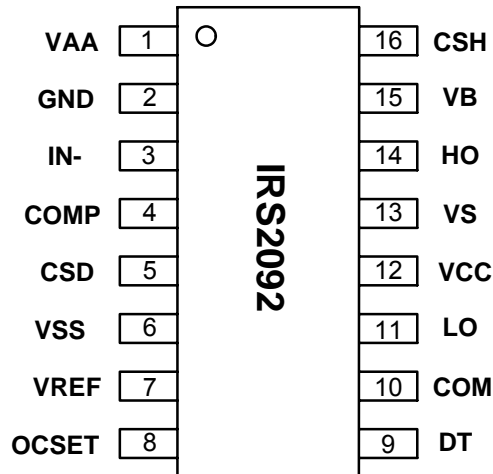 VAA 1 16 CSH
GND 2 15 VB
IN- 3 14 HO
COMP 4 13 VS
CSD 5 12 VCC
VSS 6 11 LO
VREF 7 10 COM
OCSET 8 9 DT
IRS2092